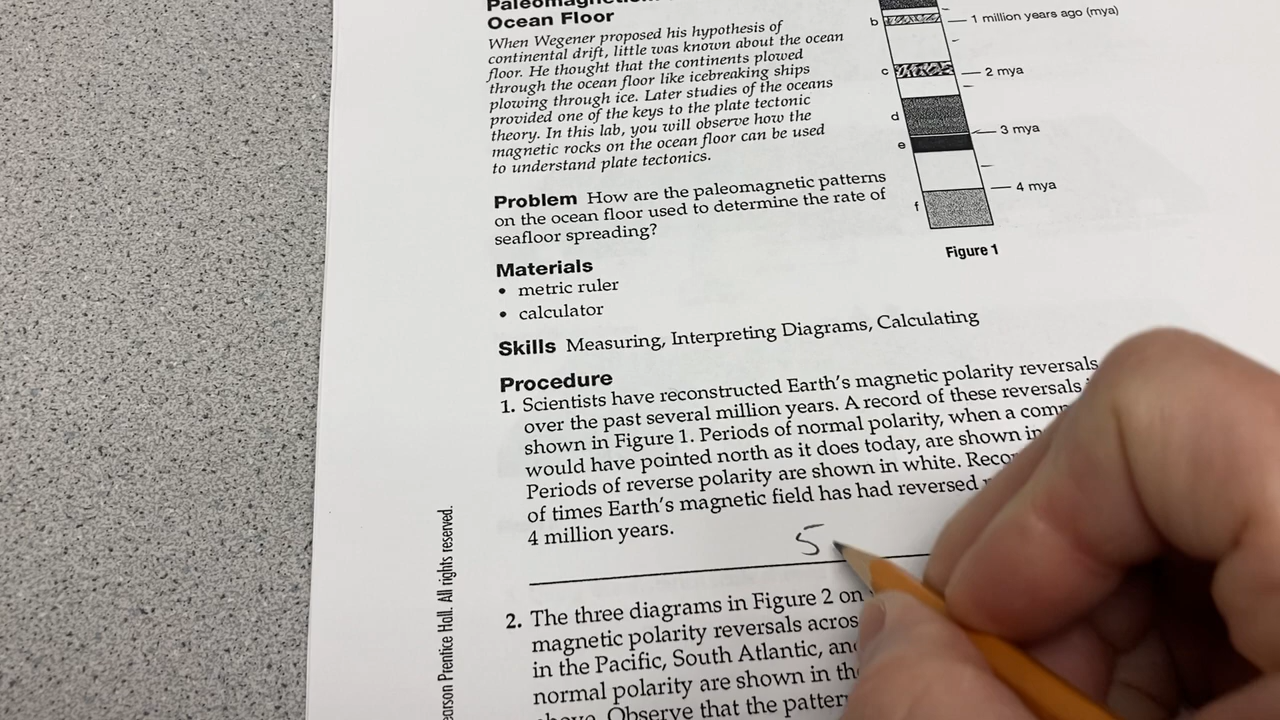 Ocean Floor
When Wegener proposed his hypothesis of
continental drift, little was known about the ocean
floor. He thought that the continents plowed
through the ocean floor like icebreaking ships
plowing through ice. Later studies of the oceans
provided one of the keys to the plate tectonic
theory. In this lab, you will observe how the
magnetic rocks on the ocean floor can be used
to understand plate tectonics.
Problem How are the paleomagnetic patterns
on the ocean floor used to determine the rate of
seafloor spreading?
Materials
• metric ruler
• calculator
Skills Measuring, Interpreting Diagrams, Calculating
Procedure
1. Scientists have reconstructed Earth's magnetic polarity reversals
over the past several million years. A record of these reversals
shown in Figure 1. Periods of normal polarity, when a
would have pointed north as it does today, are shown in
Periods of reverse polarity are shown in white.
of times Earth's magnetic field has had reversed
4 million years.
5
2. The three diagrams in Figure 2 on
magnetic polarity reversals
in the Pacific, South Atlantic,
normal polarity are shown in
Observe that the
b
1 million years ago (mya)
c
2 mya
d
3 mya
e
4 mya
f
Figure 1
Prentice Hall. All rights reserved.